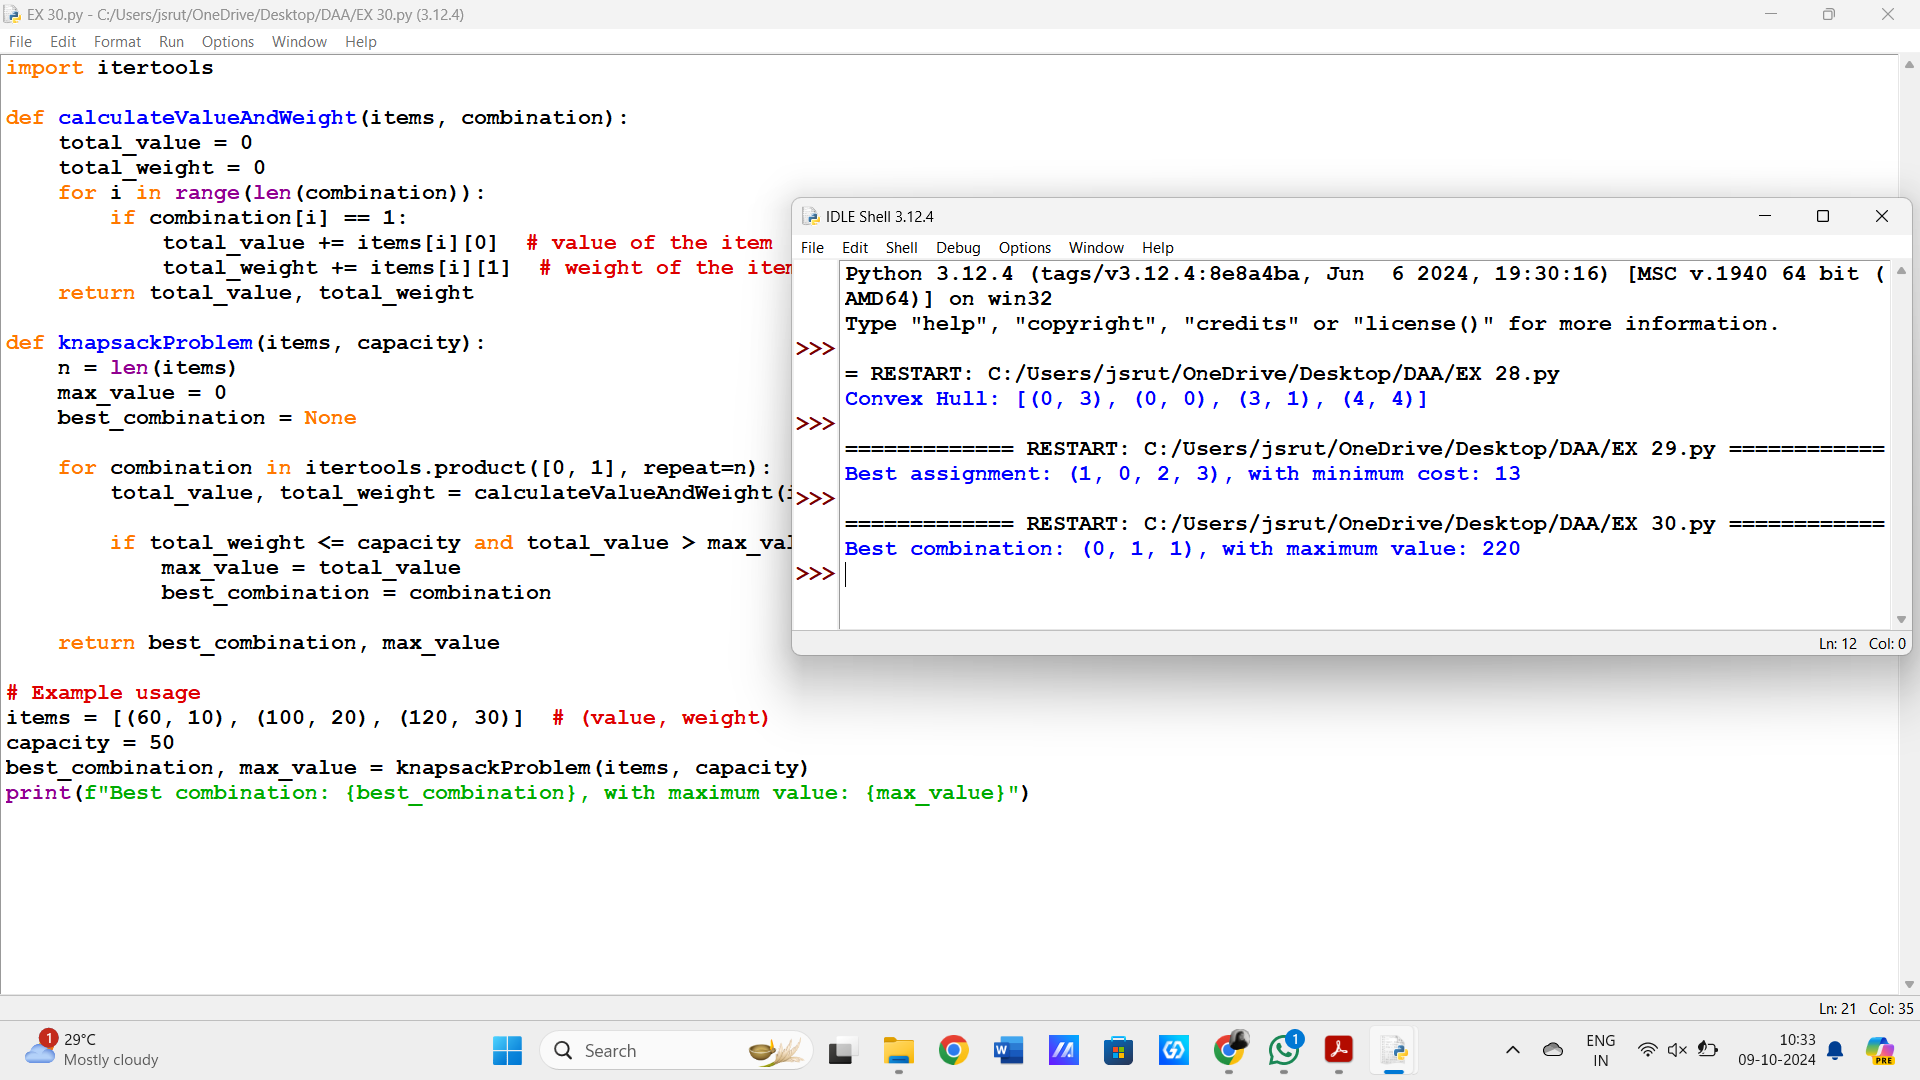 EX 30.py - C:/Users/jsrut/OneDrive/Desktop/DAA/EX 30.py (3.12.4)
File Edit Format Run Options Window Help
import itertools
def calculateValueAndWeight(items, combination):
    total_value = 0
    total_weight = 0
    for i in range(len(combination)):
        if combination[i] == 1:
            total_value += items[i][0]  # value of the item
            total_weight += items[i][1]  # weight of the item
    return total_value, total_weight
def knapsackProblem(items, capacity):
    n = len(items)
    max_value = 0
    best_combination = None
    for combination in itertools.product([0, 1], repeat=n):
        total_value, total_weight = calculateValueAndWeight(
        if total_weight <= capacity and total_value > max_val
            max_value = total_value
            best_combination = combination
    return best_combination, max_value
# Example usage
items = [(60, 10), (100, 20), (120, 30)]  # (value, weight)
capacity = 50
best_combination, max_value = knapsackProblem(items, capacity)
print(f"Best combination: {best_combination}, with maximum value: {max_value}")
IDLE Shell 3.12.4
File Edit Shell Debug Options Window Help
Python 3.12.4 (tags/v3.12.4:8e8a4ba, Jun  6 2024, 19:30:16) [MSC v.1940 64 bit (
AMD64)] on win32
Type "help", "copyright", "credits" or "license()" for more information.
>>>
= RESTART: C:/Users/jsrut/OneDrive/Desktop/DAA/EX 28.py
Convex Hull: [(0, 3), (0, 0), (3, 1), (4, 4)]
>>>
============= RESTART: C:/Users/jsrut/OneDrive/Desktop/DAA/EX 29.py ============
Best assignment: (1, 0, 2, 3), with minimum cost: 13
>>>
============= RESTART: C:/Users/jsrut/OneDrive/Desktop/DAA/EX 30.py ============
Best combination: (0, 1, 1), with maximum value: 220
>>>
Ln: 12 Col: 0
Ln: 21 Col: 35
1
29°C
Mostly cloudy
Search
1
ENG
IN
10:33
09-10-2024
PRE